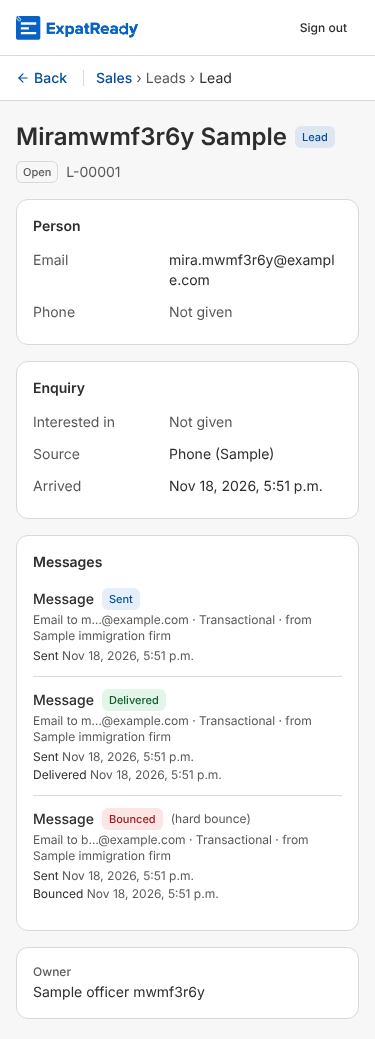 ExpatReady
Sign out
← Back
Sales › Leads › Lead
Miramwmf3r6y Sample Lead
Open L-00001
Person
Email mira.mwmf3r6y@exampl
e.com
Phone Not given
Enquiry
Interested in Not given
Source Phone (Sample)
Arrived Nov 18, 2026, 5:51 p.m.
Messages
Message Sent
Email to m...@example.com · Transactional · from
Sample immigration firm
Sent Nov 18, 2026, 5:51 p.m.
Message Delivered
Email to m...@example.com · Transactional · from
Sample immigration firm
Sent Nov 18, 2026, 5:51 p.m.
Delivered Nov 18, 2026, 5:51 p.m.
Message Bounced (hard bounce)
Email to b...@example.com · Transactional · from
Sample immigration firm
Sent Nov 18, 2026, 5:51 p.m.
Bounced Nov 18, 2026, 5:51 p.m.
Owner
Sample officer mwmf3r6y